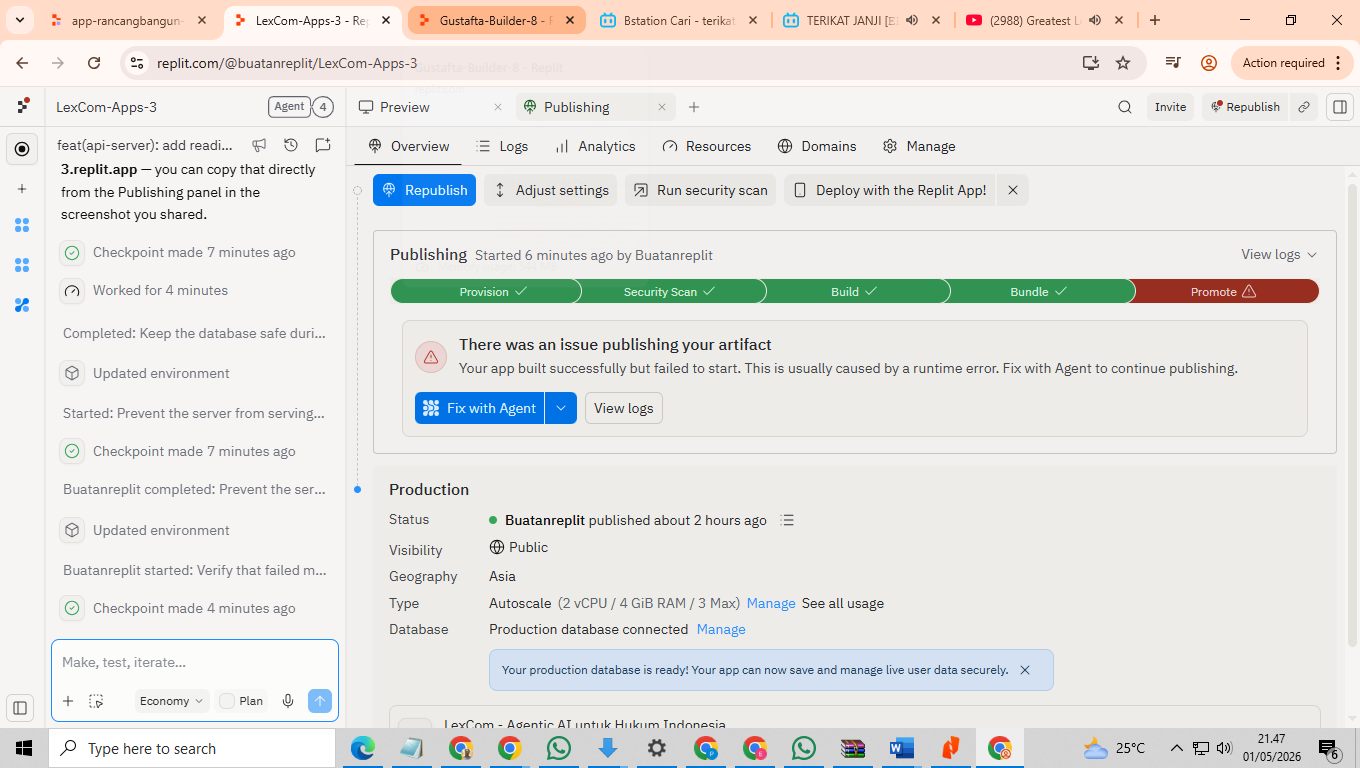 app-rancangbangun-
LexCom-Apps-3 - Rep
Gustafta-Builder-8 - R
Bstation Cari - terikat
TERIKAT JANJI [E
(2988) Greatest L
replit.com/@buatanreplit/LexCom-Apps-3
Action required
LexCom-Apps-3
Agent
4
Preview
Publishing
Invite
Republish
feat(api-server): add readi...
3.replit.app — you can copy that directly
from the Publishing panel in the
screenshot you shared.
Checkpoint made 7 minutes ago
Worked for 4 minutes
Completed: Keep the database safe duri...
Updated environment
Started: Prevent the server from serving...
Checkpoint made 7 minutes ago
Buatanreplit completed: Prevent the ser...
Updated environment
Buatanreplit started: Verify that failed m...
Checkpoint made 4 minutes ago
Make, test, iterate...
Economy
Plan
Overview
Logs
Analytics
Resources
Domains
Manage
Republish
Adjust settings
Run security scan
Deploy with the Replit App!
Publishing Started 6 minutes ago by Buatanreplit
View logs
Provision
Security Scan
Build
Bundle
Promote
There was an issue publishing your artifact
Your app built successfully but failed to start. This is usually caused by a runtime error. Fix with Agent to continue publishing.
Fix with Agent
View logs
Production
Status
Buatanreplit published about 2 hours ago
Visibility
Public
Geography
Asia
Type
Autoscale (2 vCPU / 4 GiB RAM / 3 Max) Manage See all usage
Database
Production database connected Manage
Your production database is ready! Your app can now save and manage live user data securely.
LexCom - Agentic AI untuk Hukum Indonesia
Type here to search
25°C
21.47
01/05/2026
6